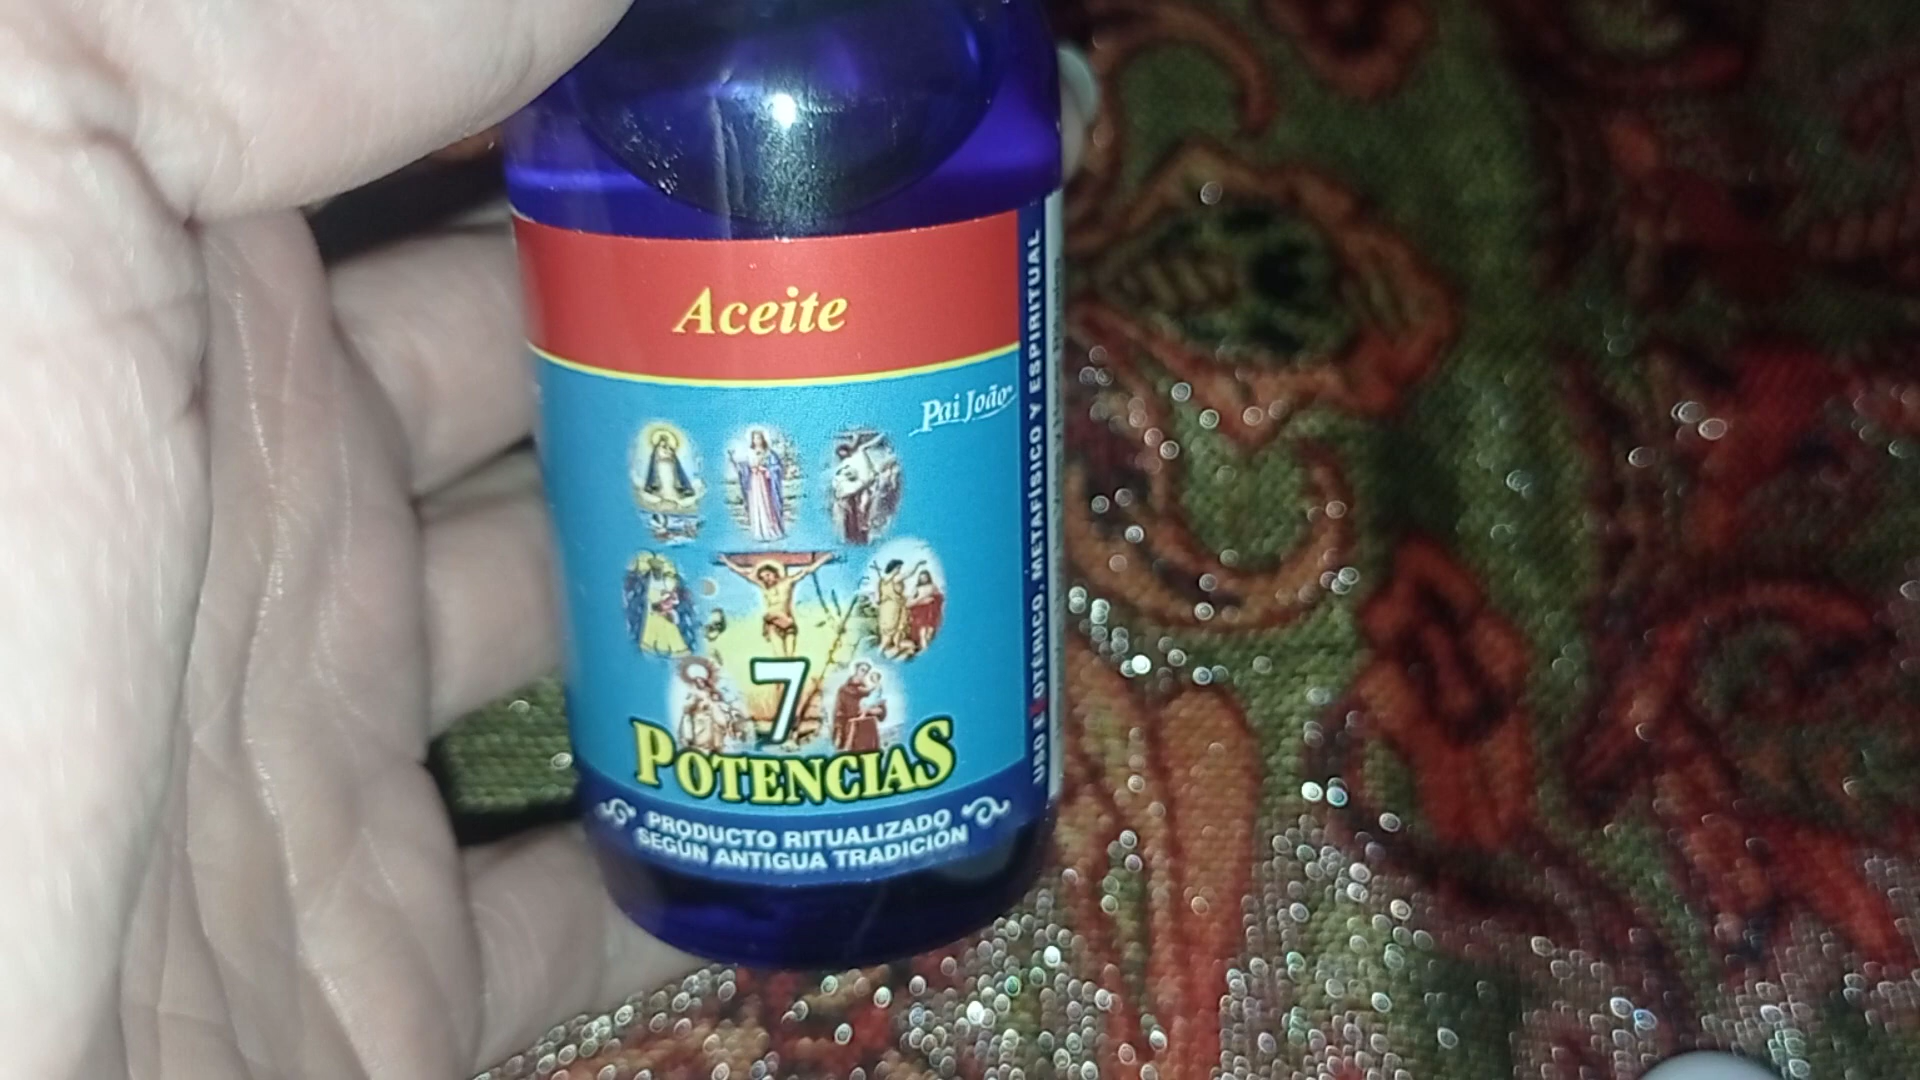 Aceite
Pai João
7
POTENCIAS
PRODUCTO RITUALIZADO
SEGÚN ANTIGUA TRADICIÓN
USO ESOTÉRICO, METAFÍSICO Y ESPIRITUAL